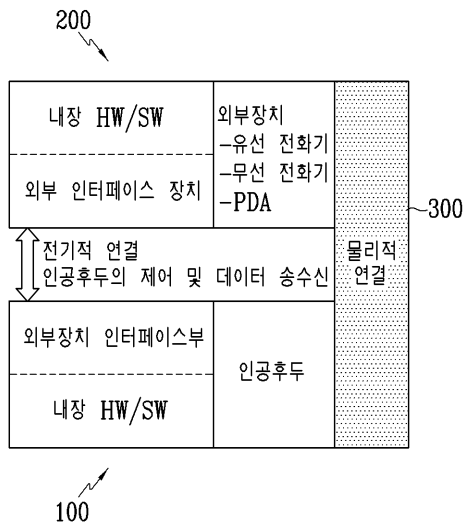 200
내장 HW/SW
외부 인터페이스 장치
외부장치
-유선 전화기
-무선 전화기
-PDA
300
물리적
연결
전기적 연결
인공후두의 제어 및 데이터 송수신
외부장치 인터페이스부
내장 HW/SW
인공후두
100